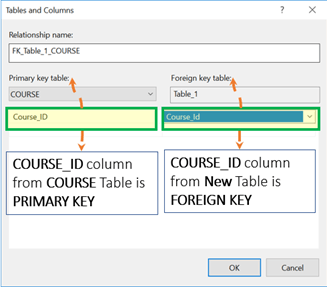 Tables and Columns
?
Relationship name:
FK_Table_1_COURSE
Primary key table:
Foreign key table:
COURSE
Table_1
Course_ID
Course_Id
COURSE_ID column
from COURSE Table is
PRIMARY KEY
COURSE_ID column
from New Table is
FOREIGN KEY
OK
Cancel